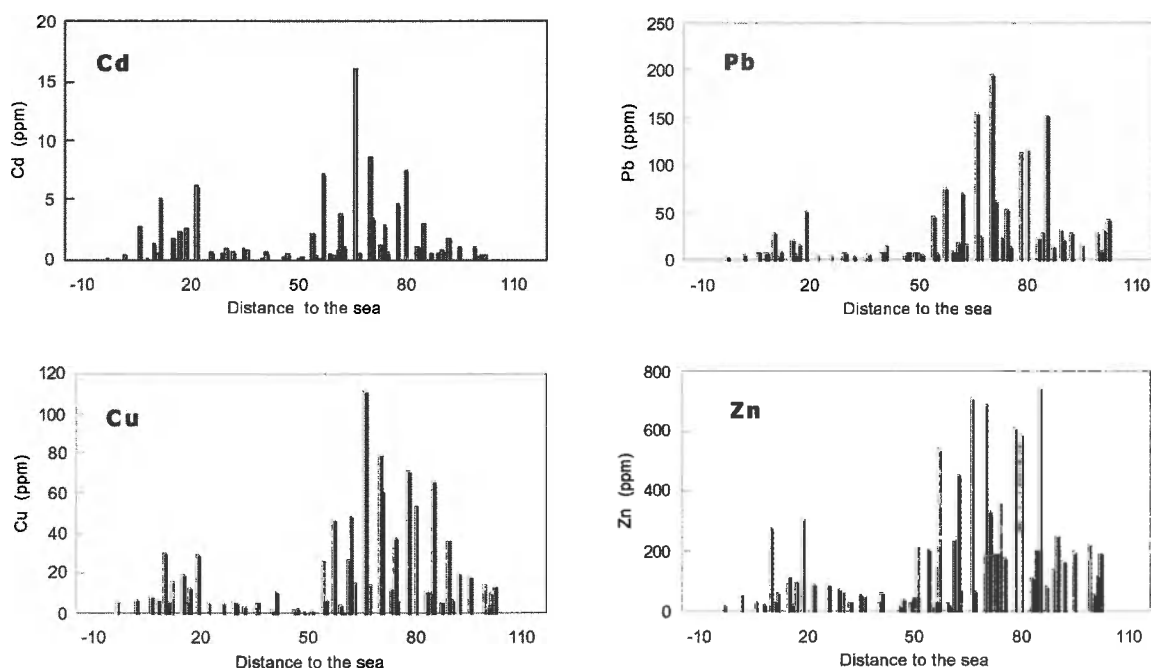 Cd
Cd (ppm)
20
15
10
5
0
-10 20 50 80 110
Distance to the sea
Pb
Pb (ppm)
250
200
150
100
50
0
-10 20 50 80 110
Distance to the sea
Cu
Cu (ppm)
120
100
80
60
40
20
0
-10 20 50 80 110
Distance to the sea
Zn
Zn (ppm)
800
600
400
200
0
-10 20 50 80 110
Distance to the sea